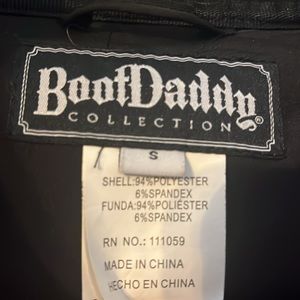 BootDaddy
COLLECTION®
S
SHELL:94%POLYESTER
6%SPANDEX
FUNDA:94%POLIÉSTER
6%SPANDEX
RN NO.: 111059
MADE IN CHINA
HECHO EN CHINA